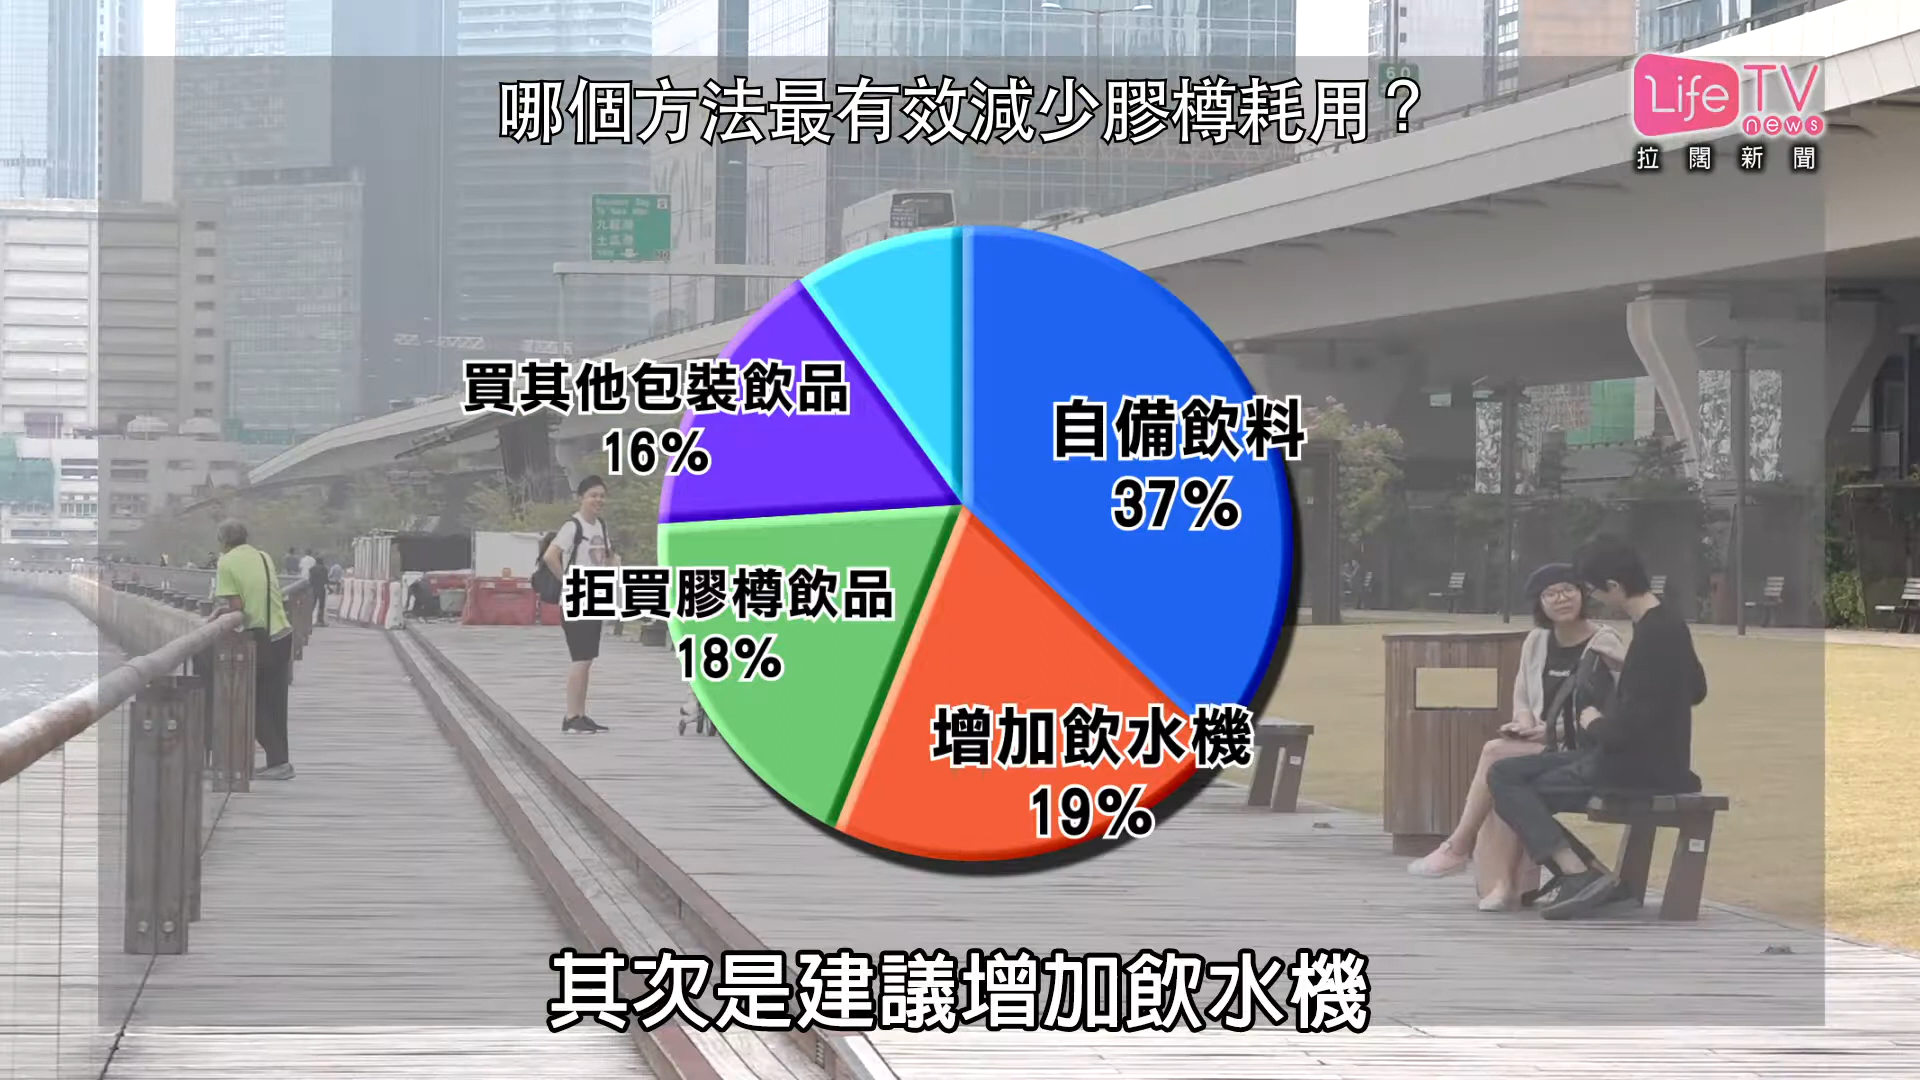 哪個方法最有效減少膠樽耗用？
Life TV
news
拉闊新聞
買其他包裝飲品
16%
自備飲料
37%
拒買膠樽飲品
18%
增加飲水機
19%
其次是建議增加飲水機